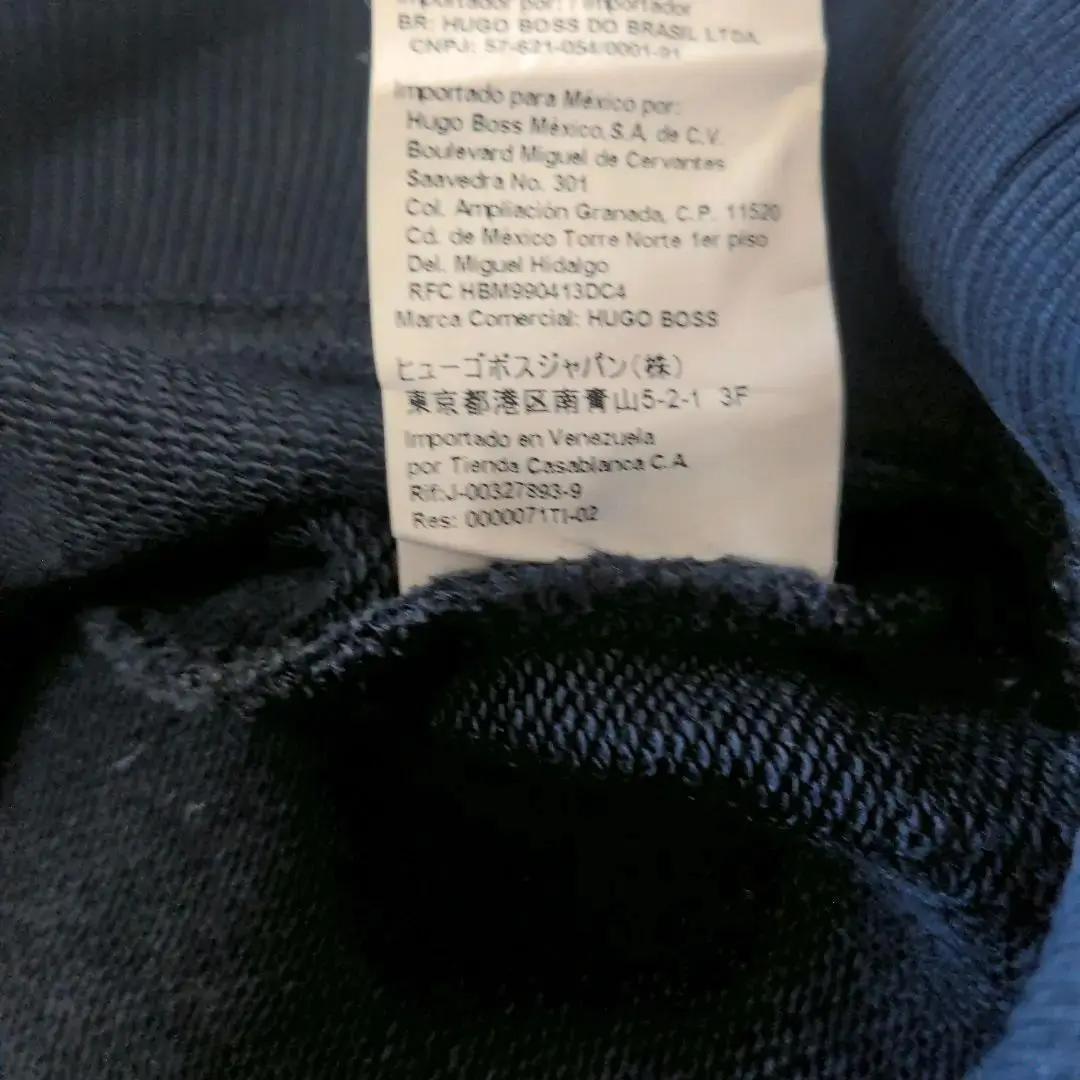 Importador por: / Importador
BR: HUGO BOSS DO BRASIL LTDA.
CNPJ: 57-621-054/0001-91
Importado para México por:
Hugo Boss México, S.A. de C.V.
Boulevard Miguel de Cervantes
Saavedra No. 301
Col. Ampliación Granada, C.P. 11520
Cd. de México Torre Norte 1er piso
Del. Miguel Hidalgo
RFC HBM990413DC4
Marca Comercial: HUGO BOSS
ヒューゴボスジャパン(株)
東京都港区南青山5-2-1 3F
Importado en Venezuela
por Tienda Casablanca C.A
Rif:J-00327893-9
Res: 0000071TI-02